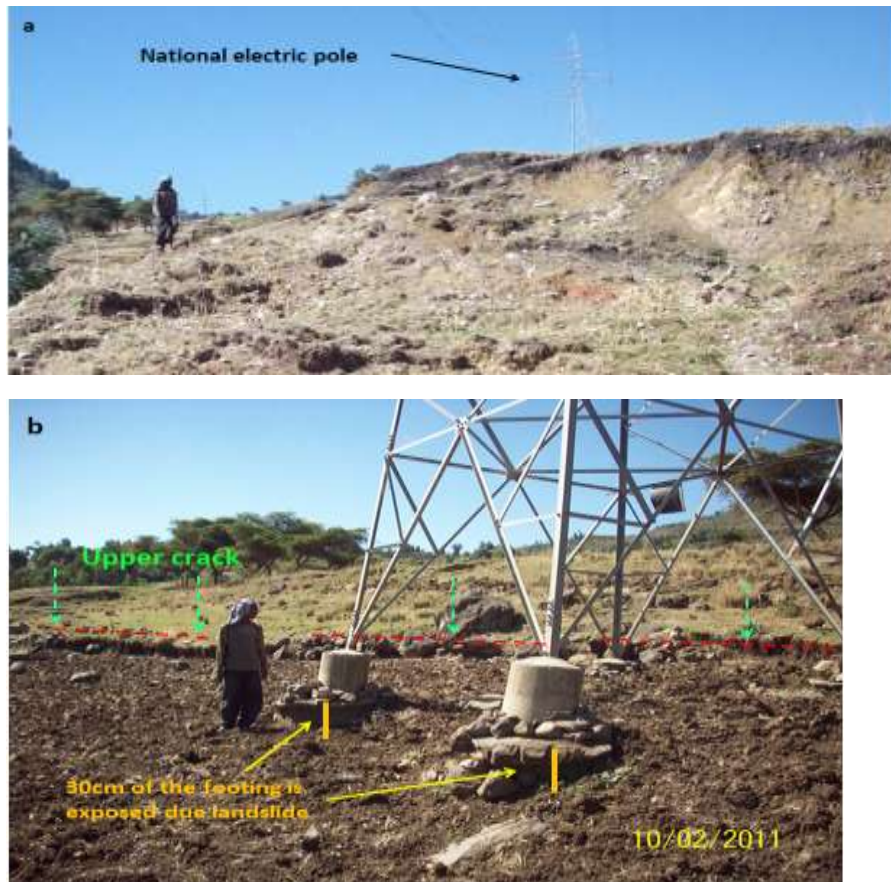 a
National electric pole
b
Upper crack
30cm of the footing is
exposed due landslide
10/02/2011